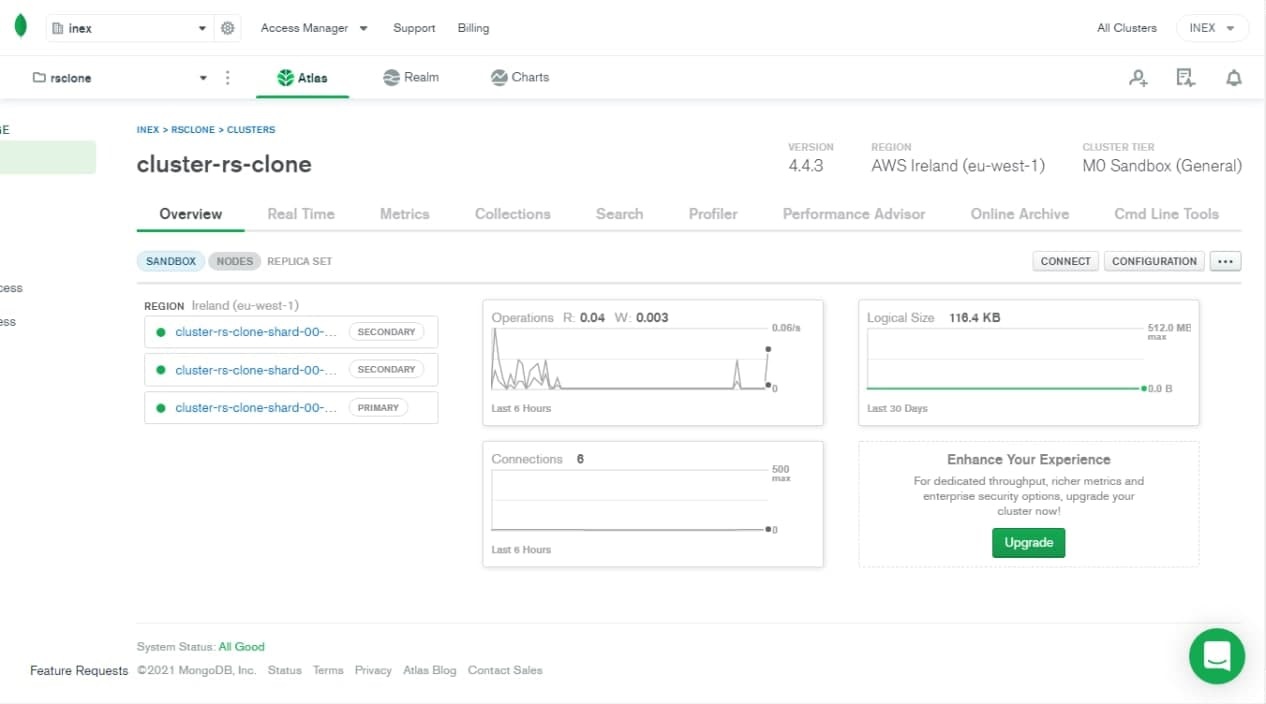 inex
Access Manager
Support
Billing
All Clusters
INEX
rsclone
Atlas
Realm
Charts
INEX > RSCLONE > CLUSTERS
cluster-rs-clone
VERSION
4.4.3
REGION
AWS Ireland (eu-west-1)
CLUSTER TIER
M0 Sandbox (General)
GE
cess
ess
Overview
Real Time
Metrics
Collections
Search
Profiler
Performance Advisor
Online Archive
Cmd Line Tools
SANDBOX
NODES
REPLICA SET
CONNECT
CONFIGURATION
REGION Ireland (eu-west-1)
cluster-rs-clone-shard-00-... SECONDARY
cluster-rs-clone-shard-00-... SECONDARY
cluster-rs-clone-shard-00-... PRIMARY
Operations R: 0.04 W: 0.003
0.06/s
0
Last 6 Hours
Logical Size 116.4 KB
512.0 MB
max
0.0 B
Last 30 Days
Connections 6
500
max
0
Last 6 Hours
Enhance Your Experience
For dedicated throughput, richer metrics and
enterprise security options, upgrade your
cluster now!
Upgrade
System Status: All Good
Feature Requests
©2021 MongoDB, Inc. Status Terms Privacy Atlas Blog Contact Sales